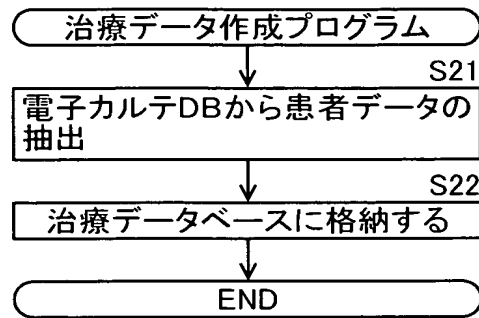 治療データ作成プログラム
S21
電子カルテDBから患者データの
抽出
S22
治療データベースに格納する
END